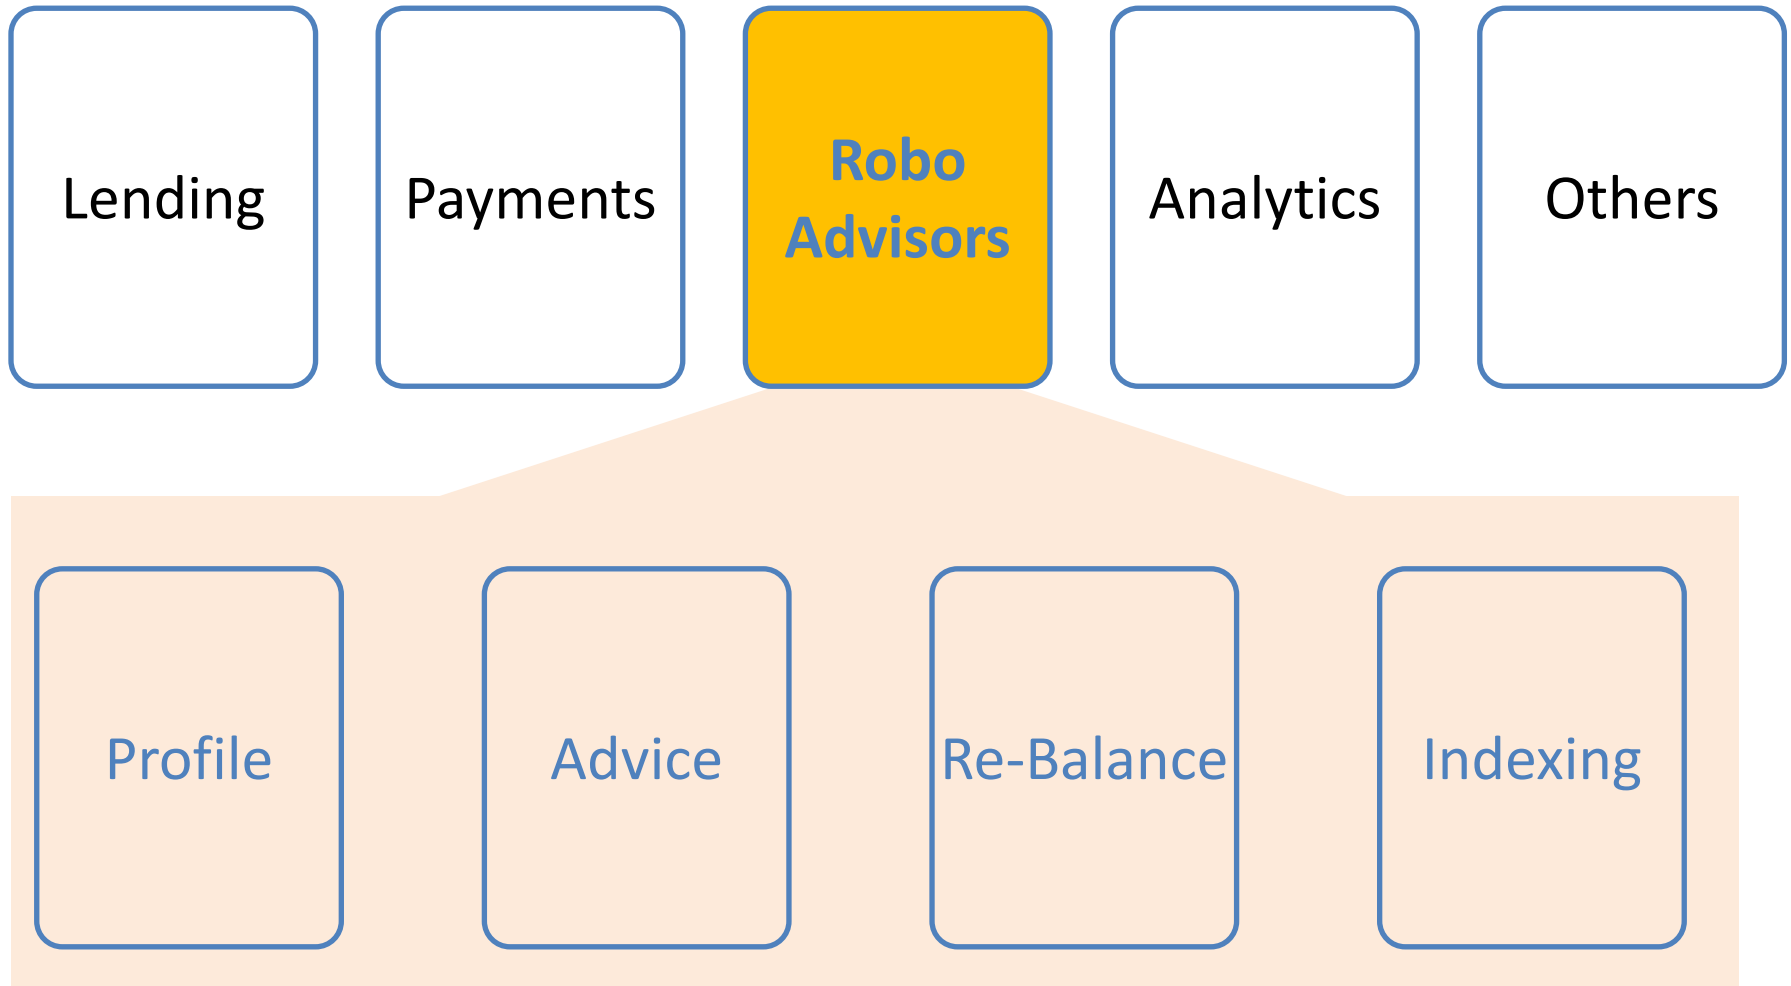 Lending
Payments
Robo
Advisors
Analytics
Others
Profile
Advice
Re-Balance
Indexing